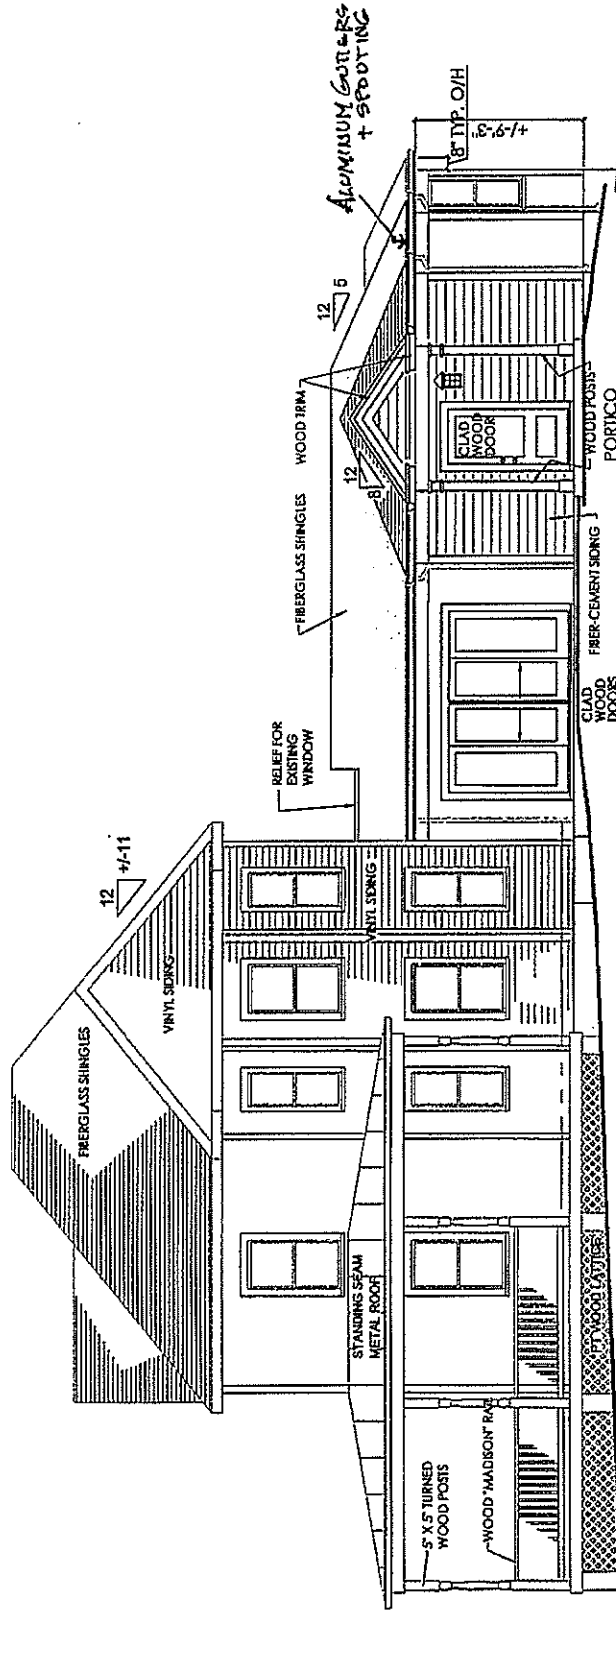 ALUMINUM GUTTERS
+ SPOUTING
FIBERGLASS SHINGLES
12
+/-11
VINYL SIDING
RELIEF FOR
EXISTING
WINDOW
FIBERGLASS SHINGLES
WOOD TRIM
12
5
12
8
8" TYP. O/H
+/-9'-3"
VINYL SIDING
STANDING SEAM
METAL ROOF
CLAD
WOOD
DOOR
5" X 5" TURNED
WOOD POSTS
WOOD "MADISON" RAIL
PT WOOD LATTICE
CLAD
WOOD
DOORS
FIBER-CEMENT SIDING
WOOD POSTS
PORTICO